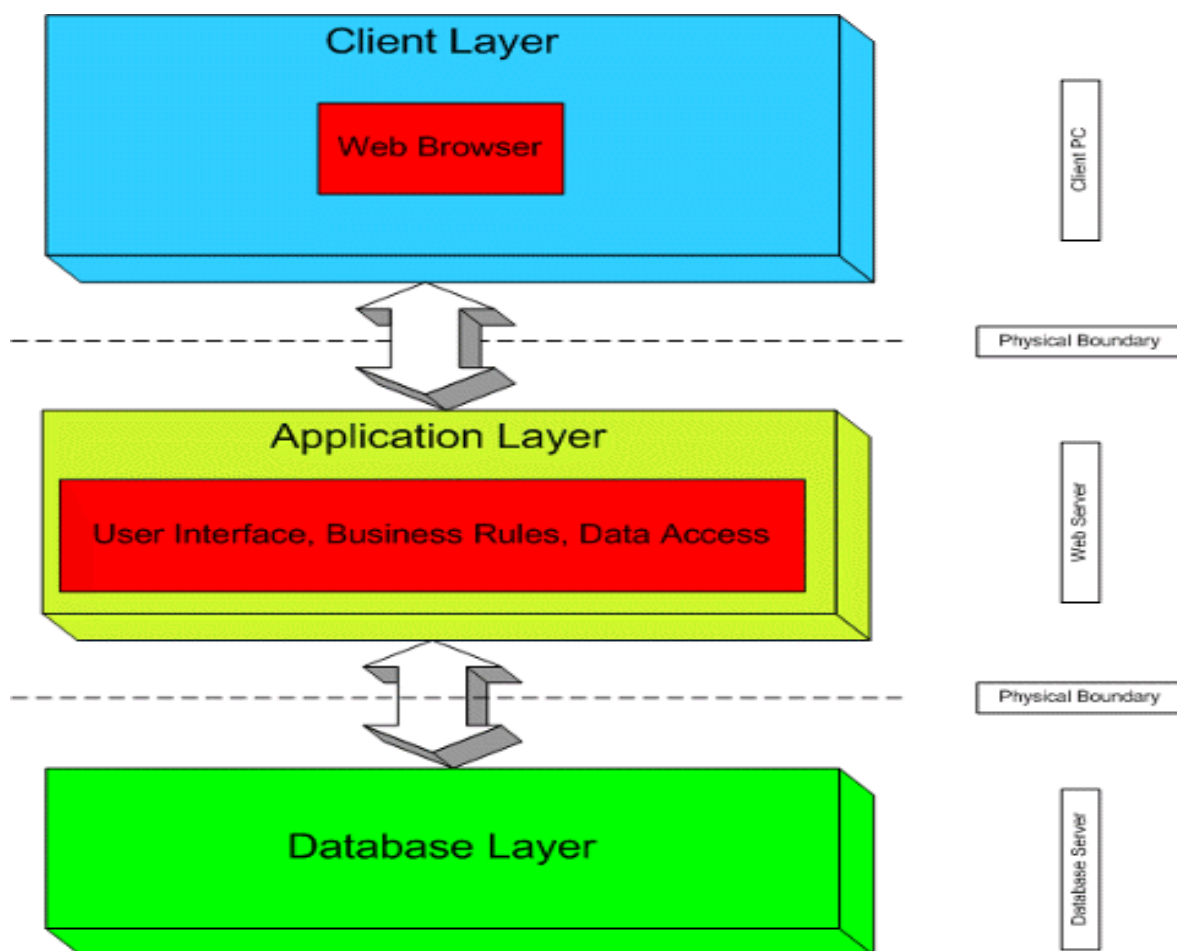 Client Layer
Web Browser
Client PC
Physical Boundary
Application Layer
User Interface, Business Rules, Data Access
Web Server
Physical Boundary
Database Layer
Database Server